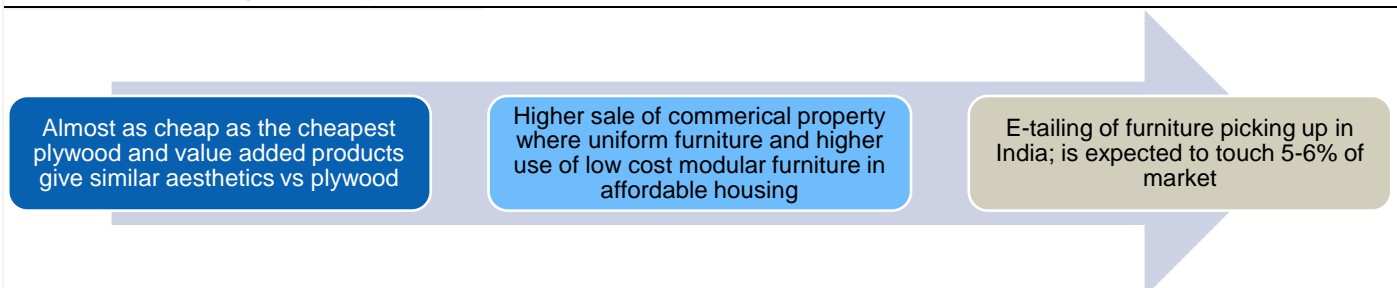 Almost as cheap as the cheapest
plywood and value added products
give similar aesthetics vs plywood
Higher sale of commerical property
where uniform furniture and higher
use of low cost modular furniture in
affordable housing
E-tailing of furniture picking up in
India; is expected to touch 5-6% of
market